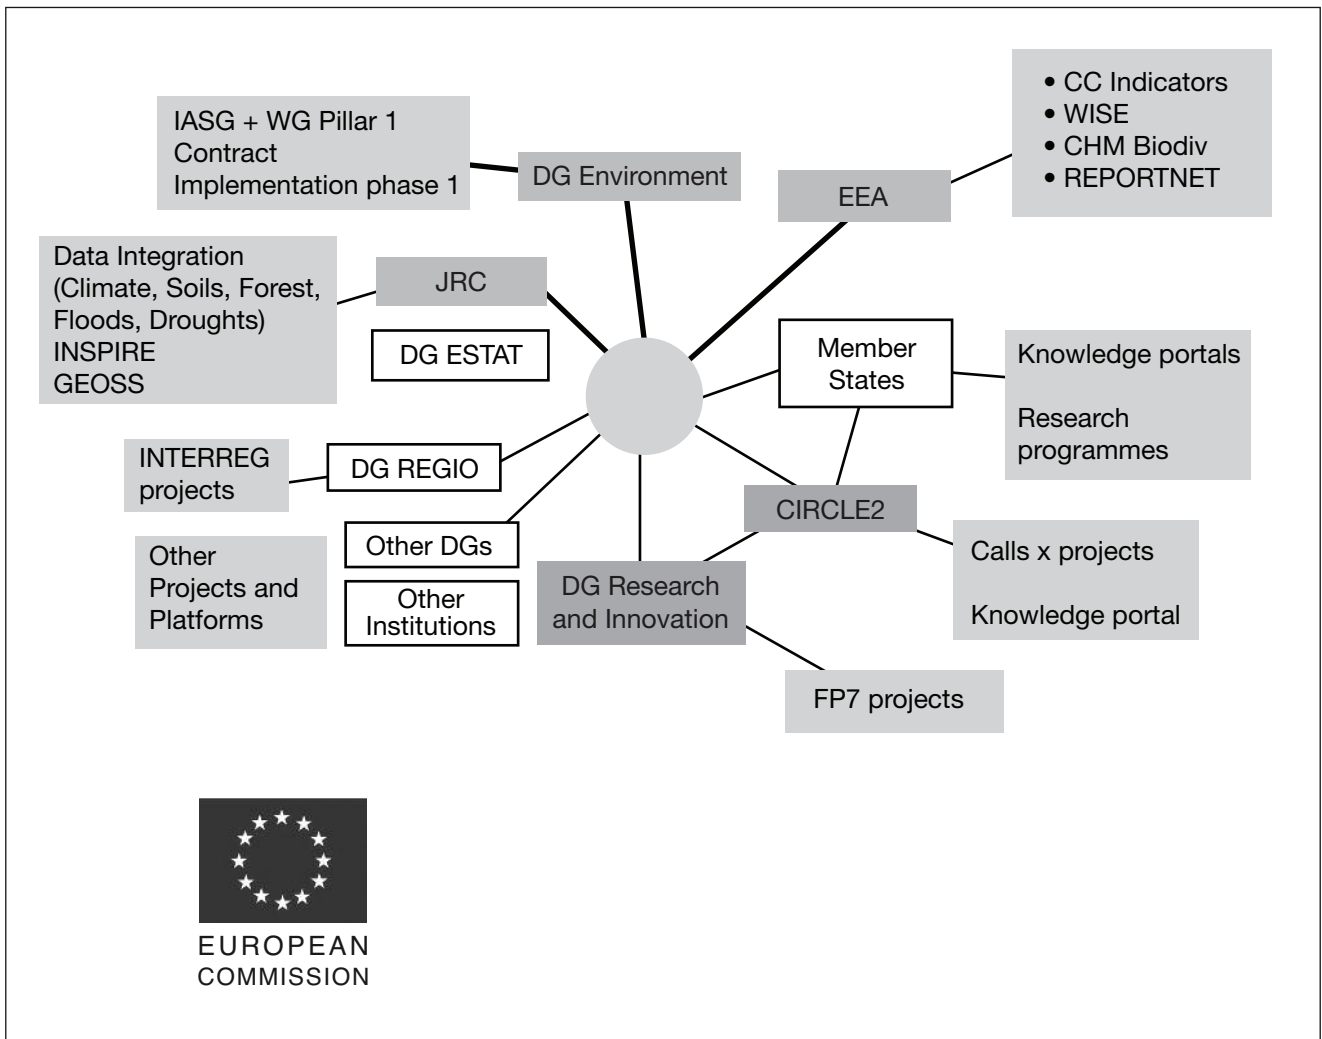 IASG + WG Pillar 1
Contract
Implementation phase 1
DG Environment
EEA
• CC Indicators
• WISE
• CHM Biodiv
• REPORTNET
Data Integration
(Climate, Soils, Forest,
Floods, Droughts)
INSPIRE
GEOSS
JRC
DG ESTAT
Member
States
Knowledge portals
Research
programmes
INTERREG
projects
DG REGIO
CIRCLE2
Other
Projects and
Platforms
Other DGs
Other
Institutions
DG Research
and Innovation
Calls x projects
Knowledge portal
FP7 projects
EUROPEAN
COMMISSION